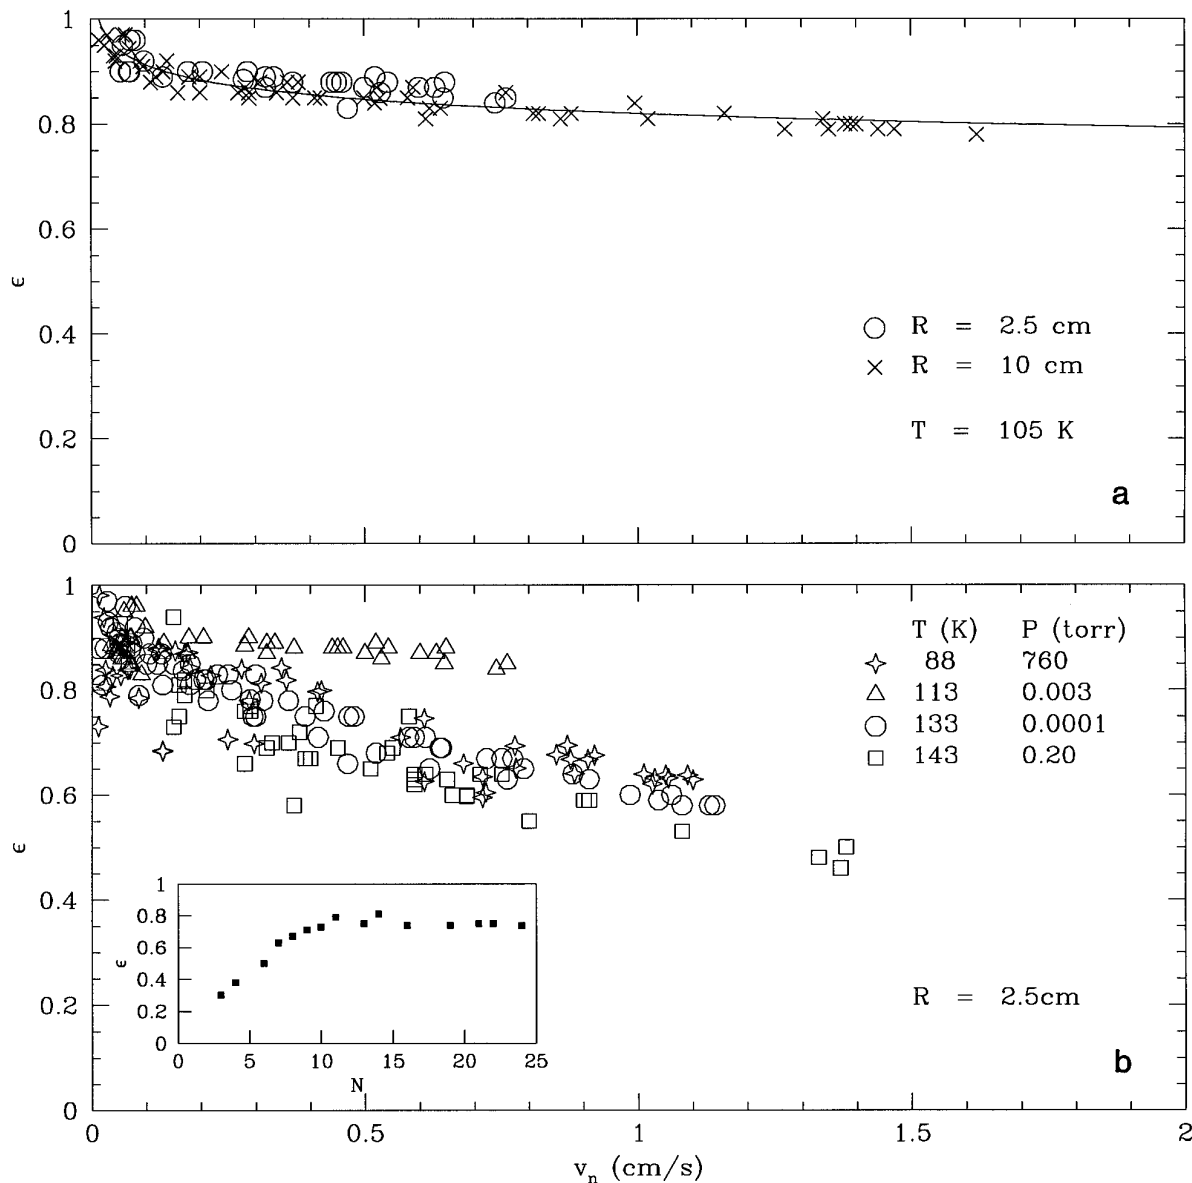 1
0.8
0.6
ε
0.4
0.2
0
R = 2.5 cm
R = 10 cm
T = 105 K
a
1
0.8
0.6
ε
0.4
0.2
0
T (K) P (torr)
88 760
113 0.003
133 0.0001
143 0.20
1
0.8
0.6
ε
0.4
0.2
0
0 5 10 15 20 25
N
R = 2.5cm
b
0 0.5 1 1.5 2
v_n (cm/s)